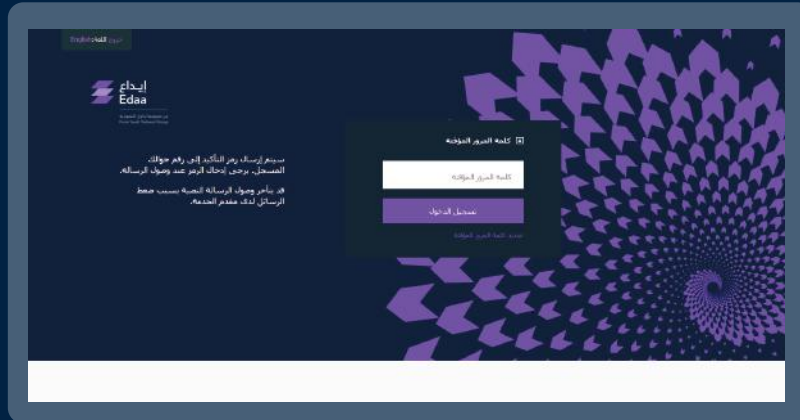 اللغة: English
إيداع
Edaa
كلمة المرور المؤقتة
كلمة المرور المؤقتة
تسجيل الدخول
كلمة المرور المؤقتة
سيتم إرسال رمز التأكيد إلى رقم جوالك
المسجل، يرجى إدخال الرمز عند وصول الرسالة.
قد يتأخر وصول الرسالة النصية بسبب ضغط
الرسائل لدى مقدم الخدمة.